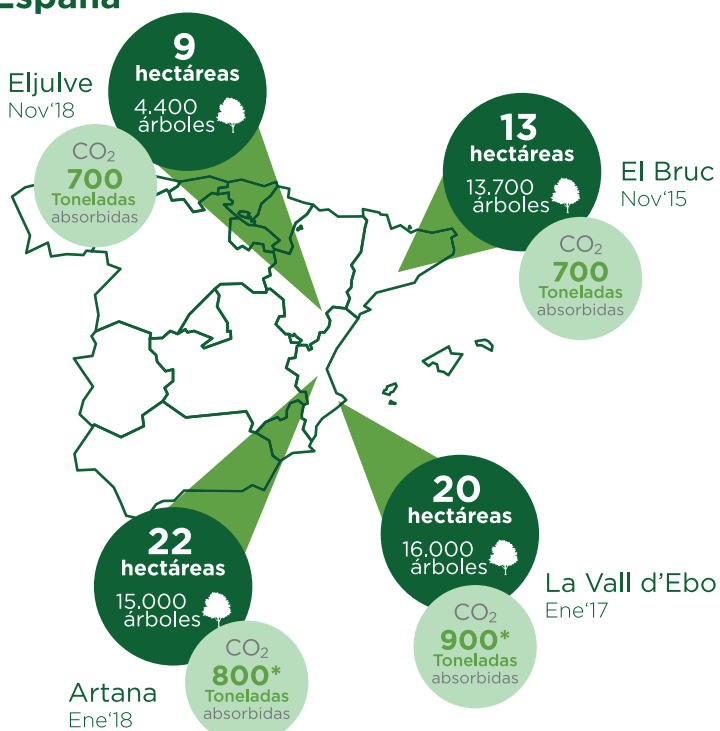 España
Eljulve
Nov‘18
9
hectáreas
4.400
árboles
CO₂
700
Toneladas
absorbidas
13
hectáreas
13.700
árboles
El Bruc
Nov‘15
CO₂
700
Toneladas
absorbidas
22
hectáreas
15.000
árboles
Artana
Ene‘18
CO₂
800*
Toneladas
absorbidas
20
hectáreas
16.000
árboles
La Vall d’Ebo
Ene‘17
CO₂
900*
Toneladas
absorbidas